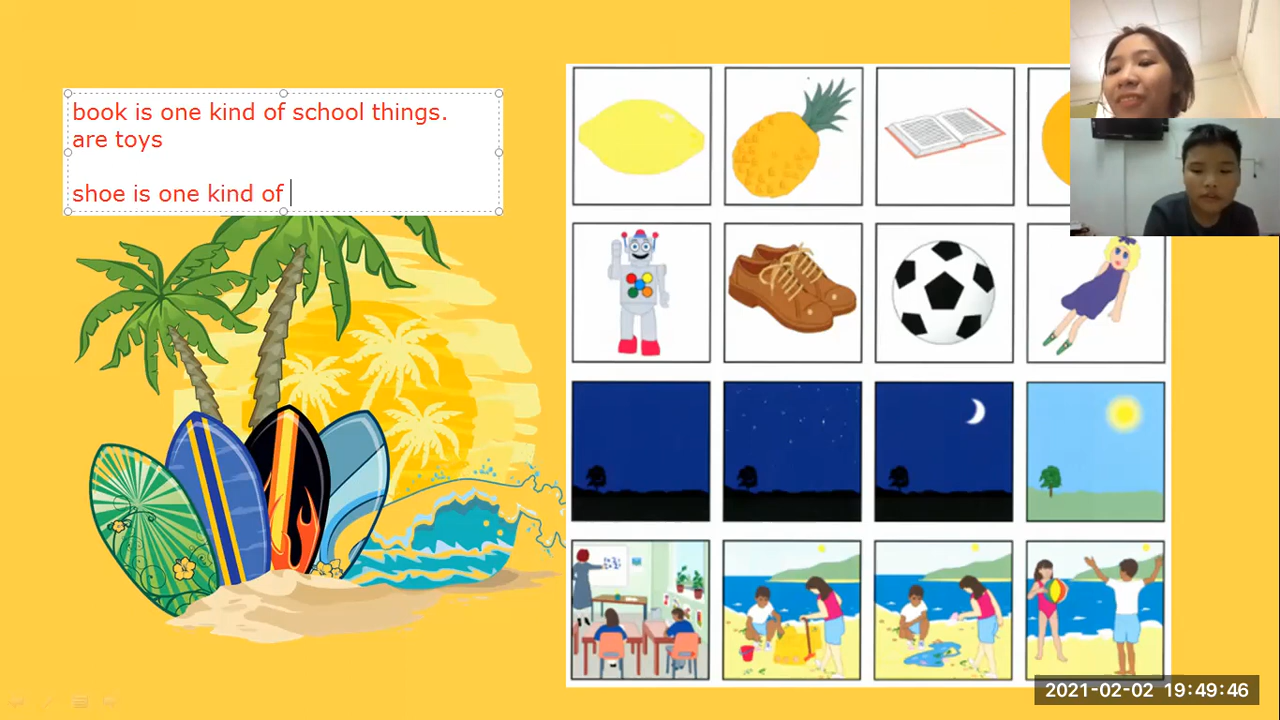 book is one kind of school things.
are toys
shoe is one kind of
2021-02-02 19:49:46